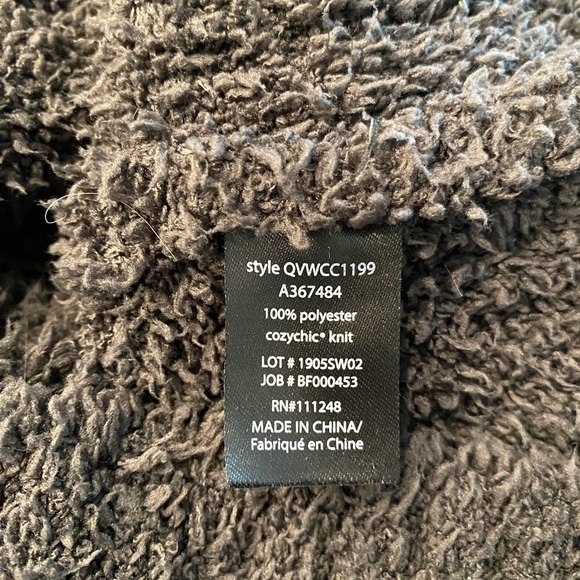 style QVWCC1199
A367484
100% polyester
cozychic® knit
LOT # 1905SW02
JOB # BF000453
RN#111248
MADE IN CHINA/
Fabriqué en Chine